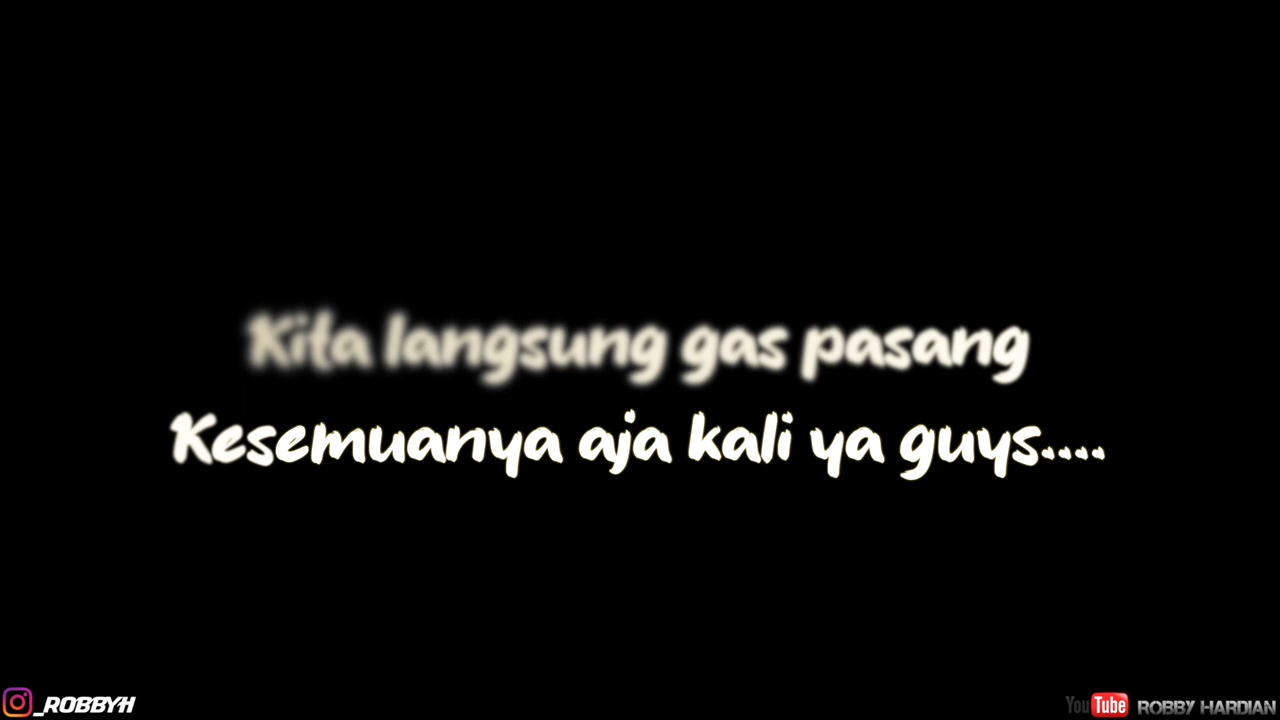 Kita langsung gas pasang
Kesemuanya aja kali ya guys....
_ROBBYH
YouTube ROBBY HARDIAN